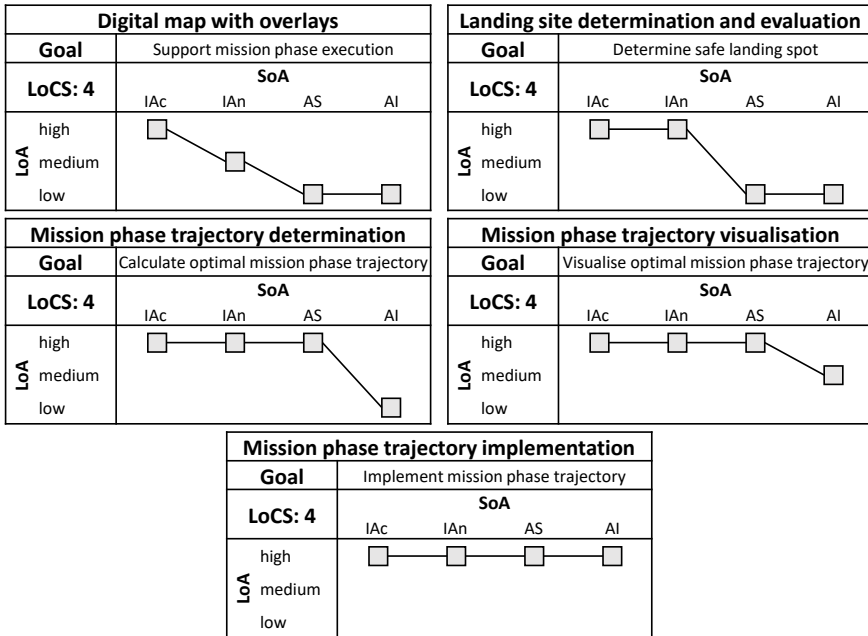 Digital map with overlays
Goal Support mission phase execution
LoCS: 4 SoA
IAc IAn AS AI
LoA
high
medium
low
Landing site determination and evaluation
Goal Determine safe landing spot
LoCS: 4 SoA
IAc IAn AS AI
LoA
high
medium
low
Mission phase trajectory determination
Goal Calculate optimal mission phase trajectory
LoCS: 4 SoA
IAc IAn AS AI
LoA
high
medium
low
Mission phase trajectory visualisation
Goal Visualise optimal mission phase trajectory
LoCS: 4 SoA
IAc IAn AS AI
LoA
high
medium
low
Mission phase trajectory implementation
Goal Implement mission phase trajectory
LoCS: 4 SoA
IAc IAn AS AI
LoA
high
medium
low